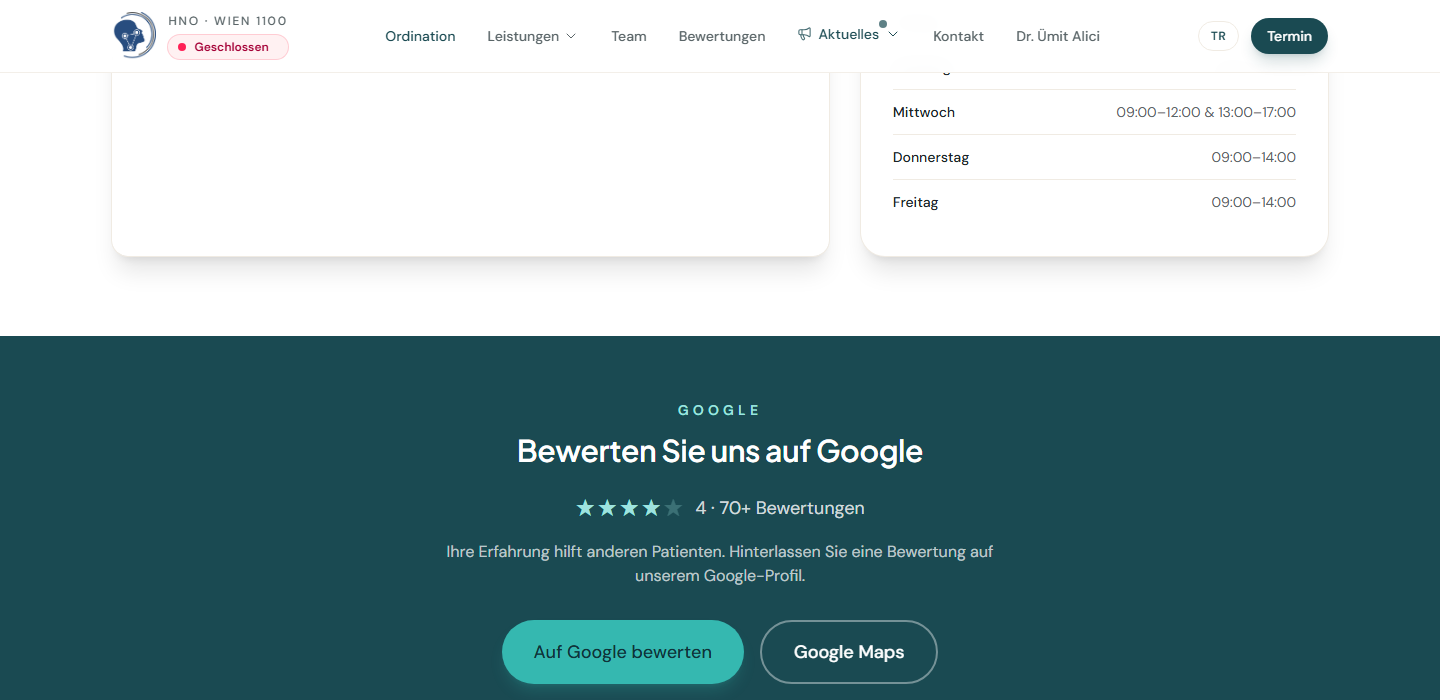 HNO · WIEN 1100
Geschlossen
Ordination
Leistungen
Team
Bewertungen
Aktuelles
Kontakt
Dr. Ümit Alici
TR
Termin
Mittwoch 09:00–12:00 & 13:00–17:00
Donnerstag 09:00–14:00
Freitag 09:00–14:00
GOOGLE
Bewerten Sie uns auf Google
4 · 70+ Bewertungen
Ihre Erfahrung hilft anderen Patienten. Hinterlassen Sie eine Bewertung auf
unserem Google-Profil.
Auf Google bewerten
Google Maps